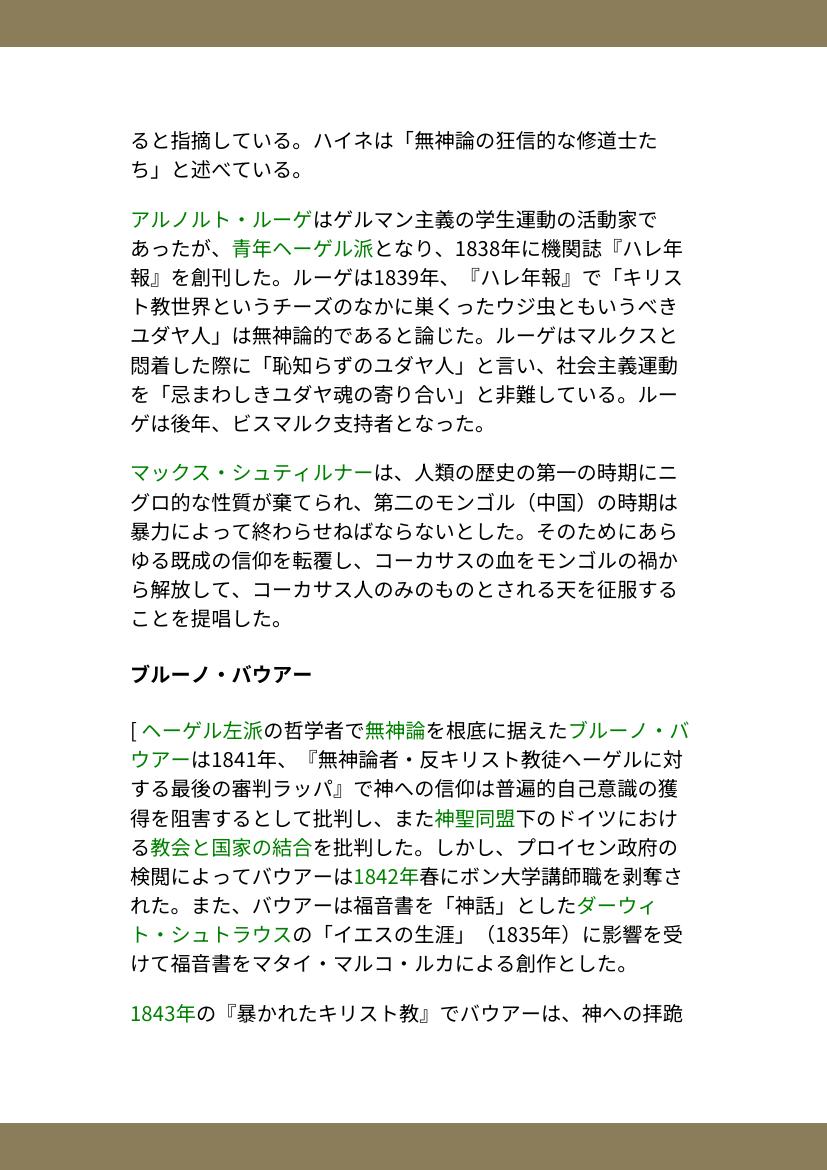 ると指摘している。ハイネは「無神論の狂信的な修道士た
ち」と述べている。
アルノルト・ルーゲはゲルマン主義の学生運動の活動家で
あったが、青年ヘーゲル派となり、1838年に機関誌『ハレ年
報』を創刊した。ルーゲは1839年、『ハレ年報』で「キリス
ト教世界というチーズのなかに巣くったウジ虫ともいうべき
ユダヤ人」は無神論的であると論じた。ルーゲはマルクスと
悶着した際に「恥知らずのユダヤ人」と言い、社会主義運動
を「忌まわしきユダヤ魂の寄り合い」と非難している。ルー
ゲは後年、ビスマルク支持者となった。
マックス・シュティルナーは、人類の歴史の第一の時期にニ
グロ的な性質が棄てられ、第二のモンゴル（中国）の時期は
暴力によって終わらせねばならないとした。そのためにあら
ゆる既成の信仰を転覆し、コーカサスの血をモンゴルの禍か
ら解放して、コーカサス人のみのものとされる天を征服する
ことを提唱した。
ブルーノ・バウアー
[ ヘーゲル左派の哲学者で無神論を根底に据えたブルーノ・バ
ウアーは1841年、『無神論者・反キリスト教徒ヘーゲルに対
する最後の審判ラッパ』で神への信仰は普遍的自己意識の獲
得を阻害するとして批判し、また神聖同盟下のドイツにおけ
る教会と国家の結合を批判した。しかし、プロイセン政府の
検閲によってバウアーは1842年春にボン大学講師職を剥奪さ
れた。また、バウアーは福音書を「神話」としたダーヴィ
ト・シュトラウスの「イエスの生涯」（1835年）に影響を受
けて福音書をマタイ・マルコ・ルカによる創作とした。
1843年の『暴かれたキリスト教』でバウアーは、神への拝跪